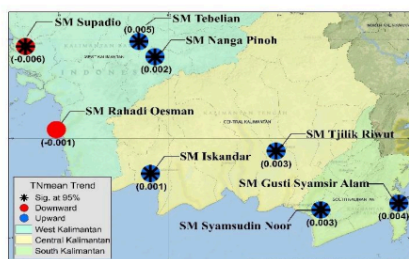 SM Supadio
(-0.006)
SM Tebelian
(0.005)
SM Nanga Pinoh
(0.002)
SM Rahadi Oesman
(-0.001)
SM Tjilik Riwut
(0.003)
SM Iskandar
(0.001)
SM Gusti Syamsir Alam
(0.004)
SM Syamsudin Noor
(0.003)
CENTRAL KALIMANTAN
TNmean Trend
Sig. at 95%
Downward
Upward
West Kalimantan
Central Kalimantan
South Kalimantan